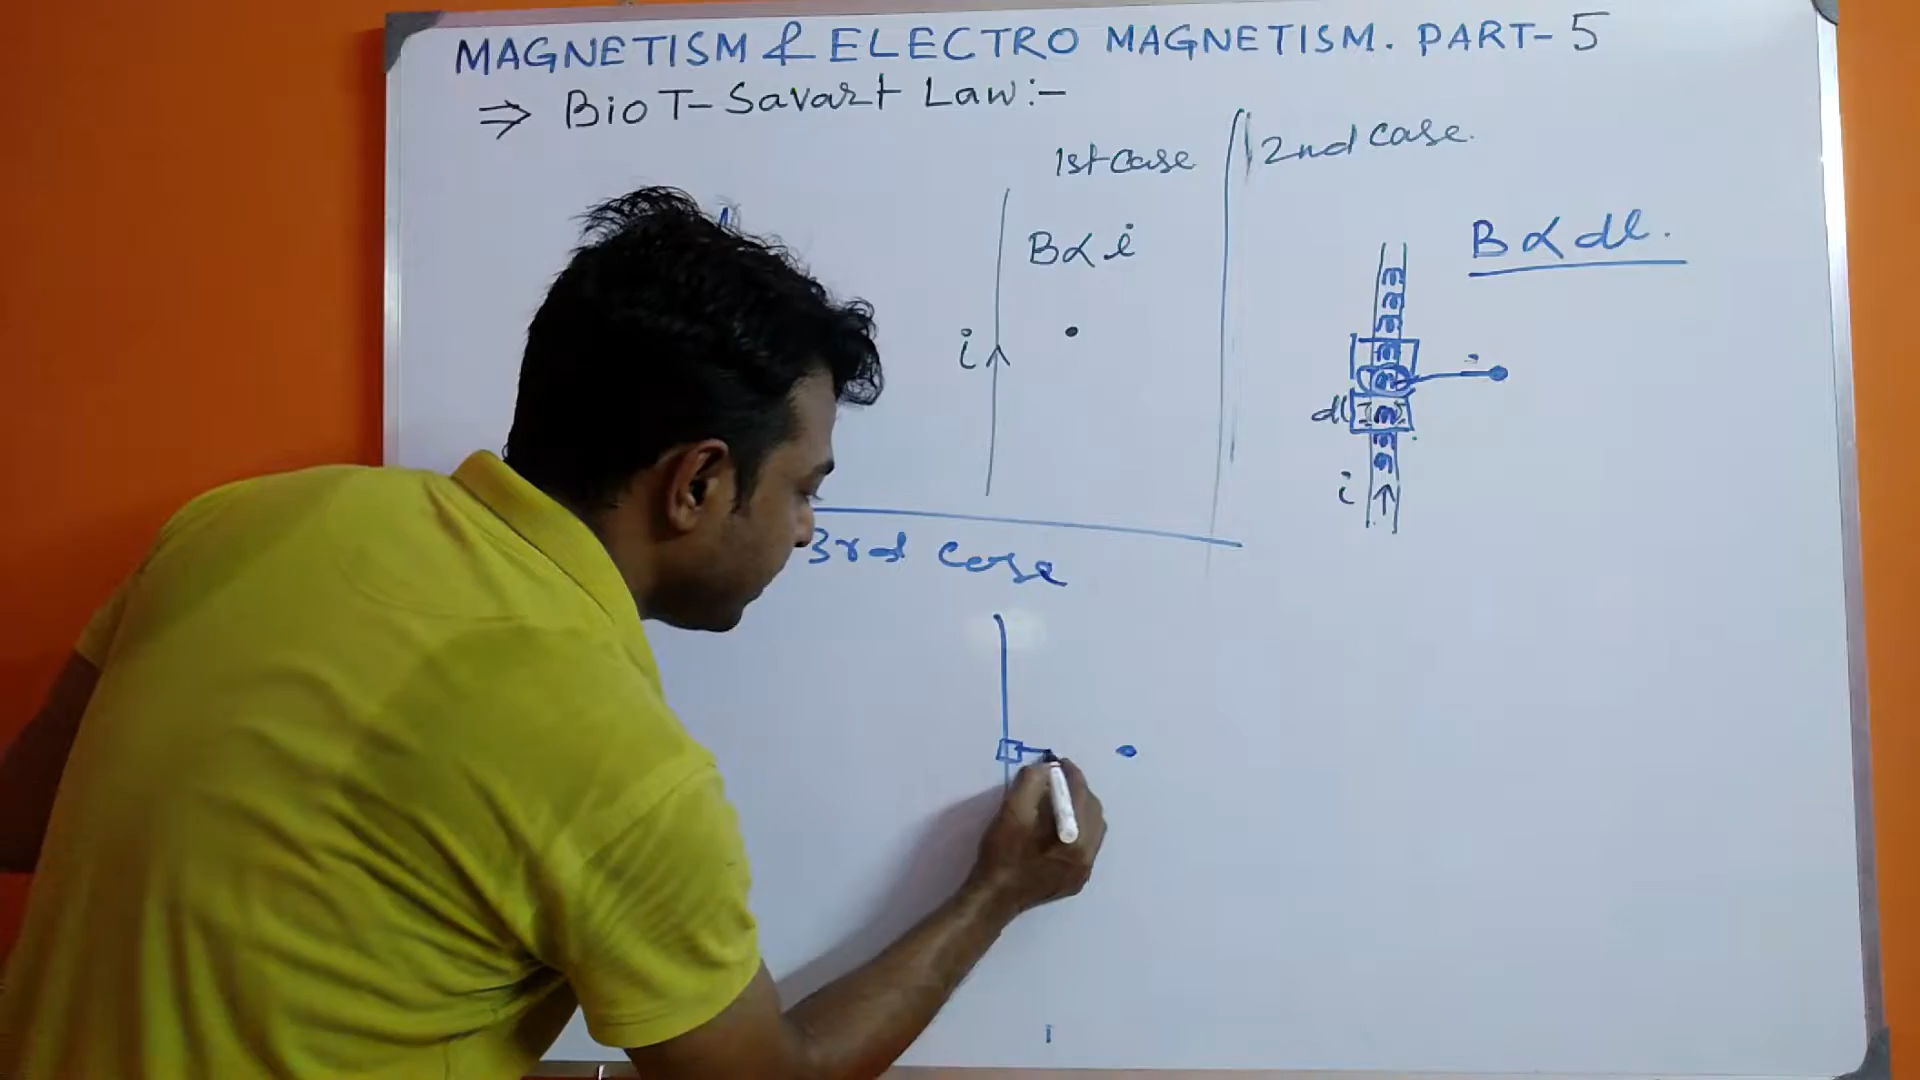 MAGNETISM & ELECTRO MAGNETISM. PART-5
⇒ BioT-Savart Law:-
1st case
2nd case.
B∝i
i
B∝dl.
dl
i
3rd case